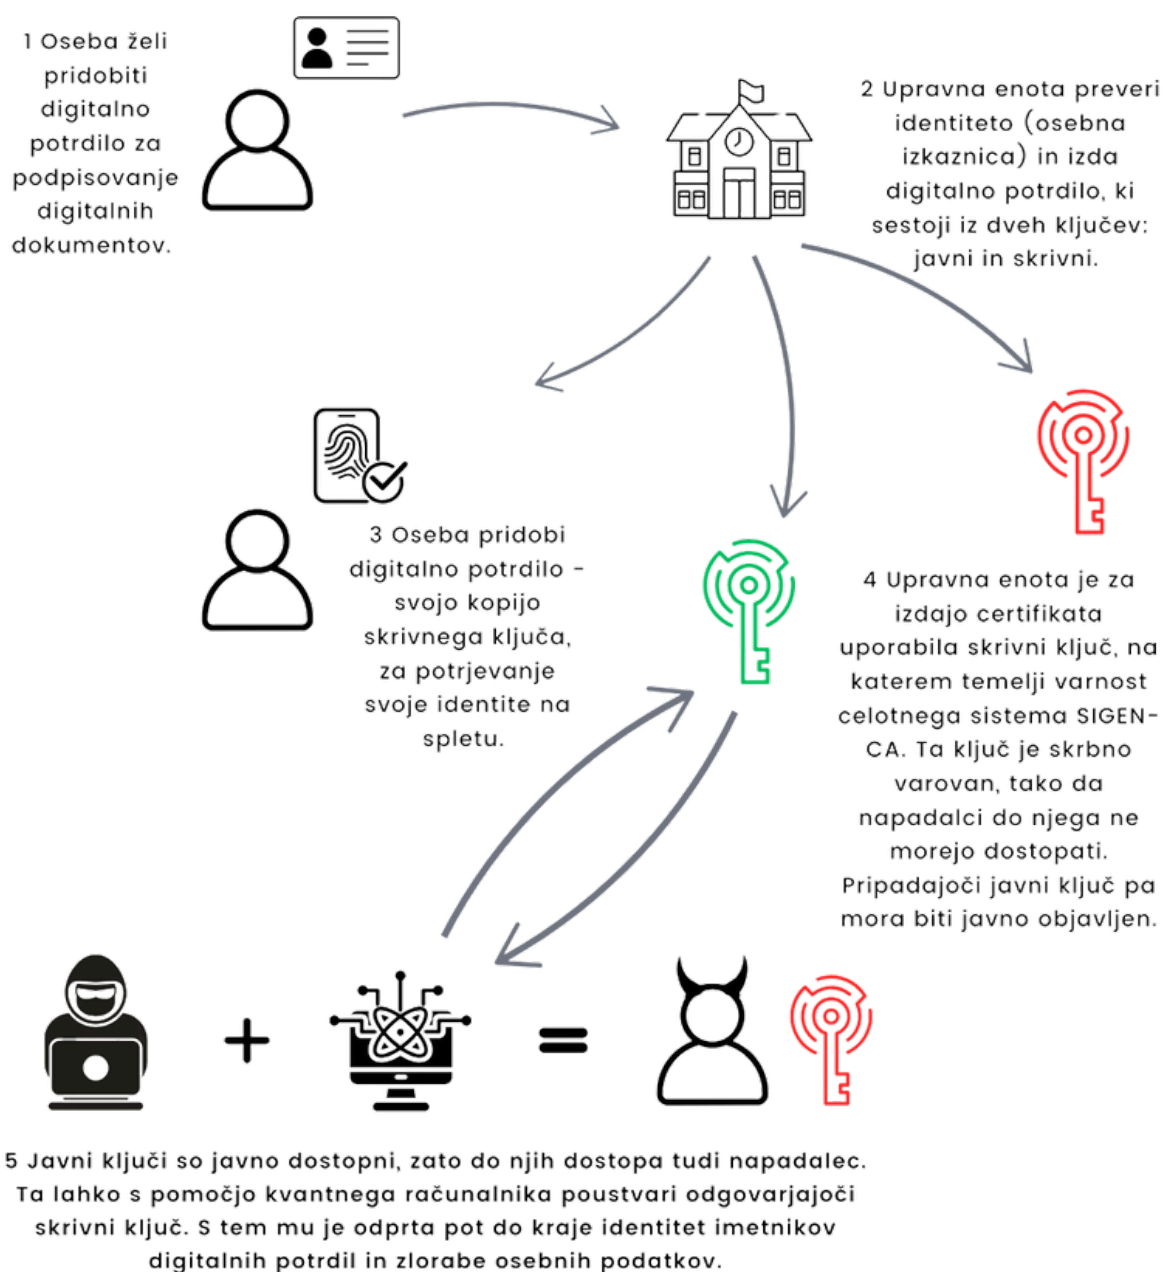 1 Oseba želi
pridobiti
digitalno
potrdilo za
podpisovanje
digitalnih
dokumentov.
2 Upravna enota preveri
identiteto (osebna
izkaznica) in izda
digitalno potrdilo, ki
sestoji iz dveh ključev:
javni in skrivni.
3 Oseba pridobi
digitalno potrdilo -
svojo kopijo
skrivnega ključa,
za potrjevanje
svoje identite na
spletu.
4 Upravna enota je za
izdajo certifikata
uporabila skrivni ključ, na
katerem temelji varnost
celotnega sistema SIGEN-
CA. Ta ključ je skrbno
varovan, tako da
napadalci do njega ne
morejo dostopati.
Pripadajoči javni ključ pa
mora biti javno objavljen.
5 Javni ključi so javno dostopni, zato do njih dostopa tudi napadalec.
Ta lahko s pomočjo kvantnega računalnika poustvari odgovarjajoči
skrivni ključ. S tem mu je odprta pot do kraje identitet imetnikov
digitalnih potrdil in zlorabe osebnih podatkov.